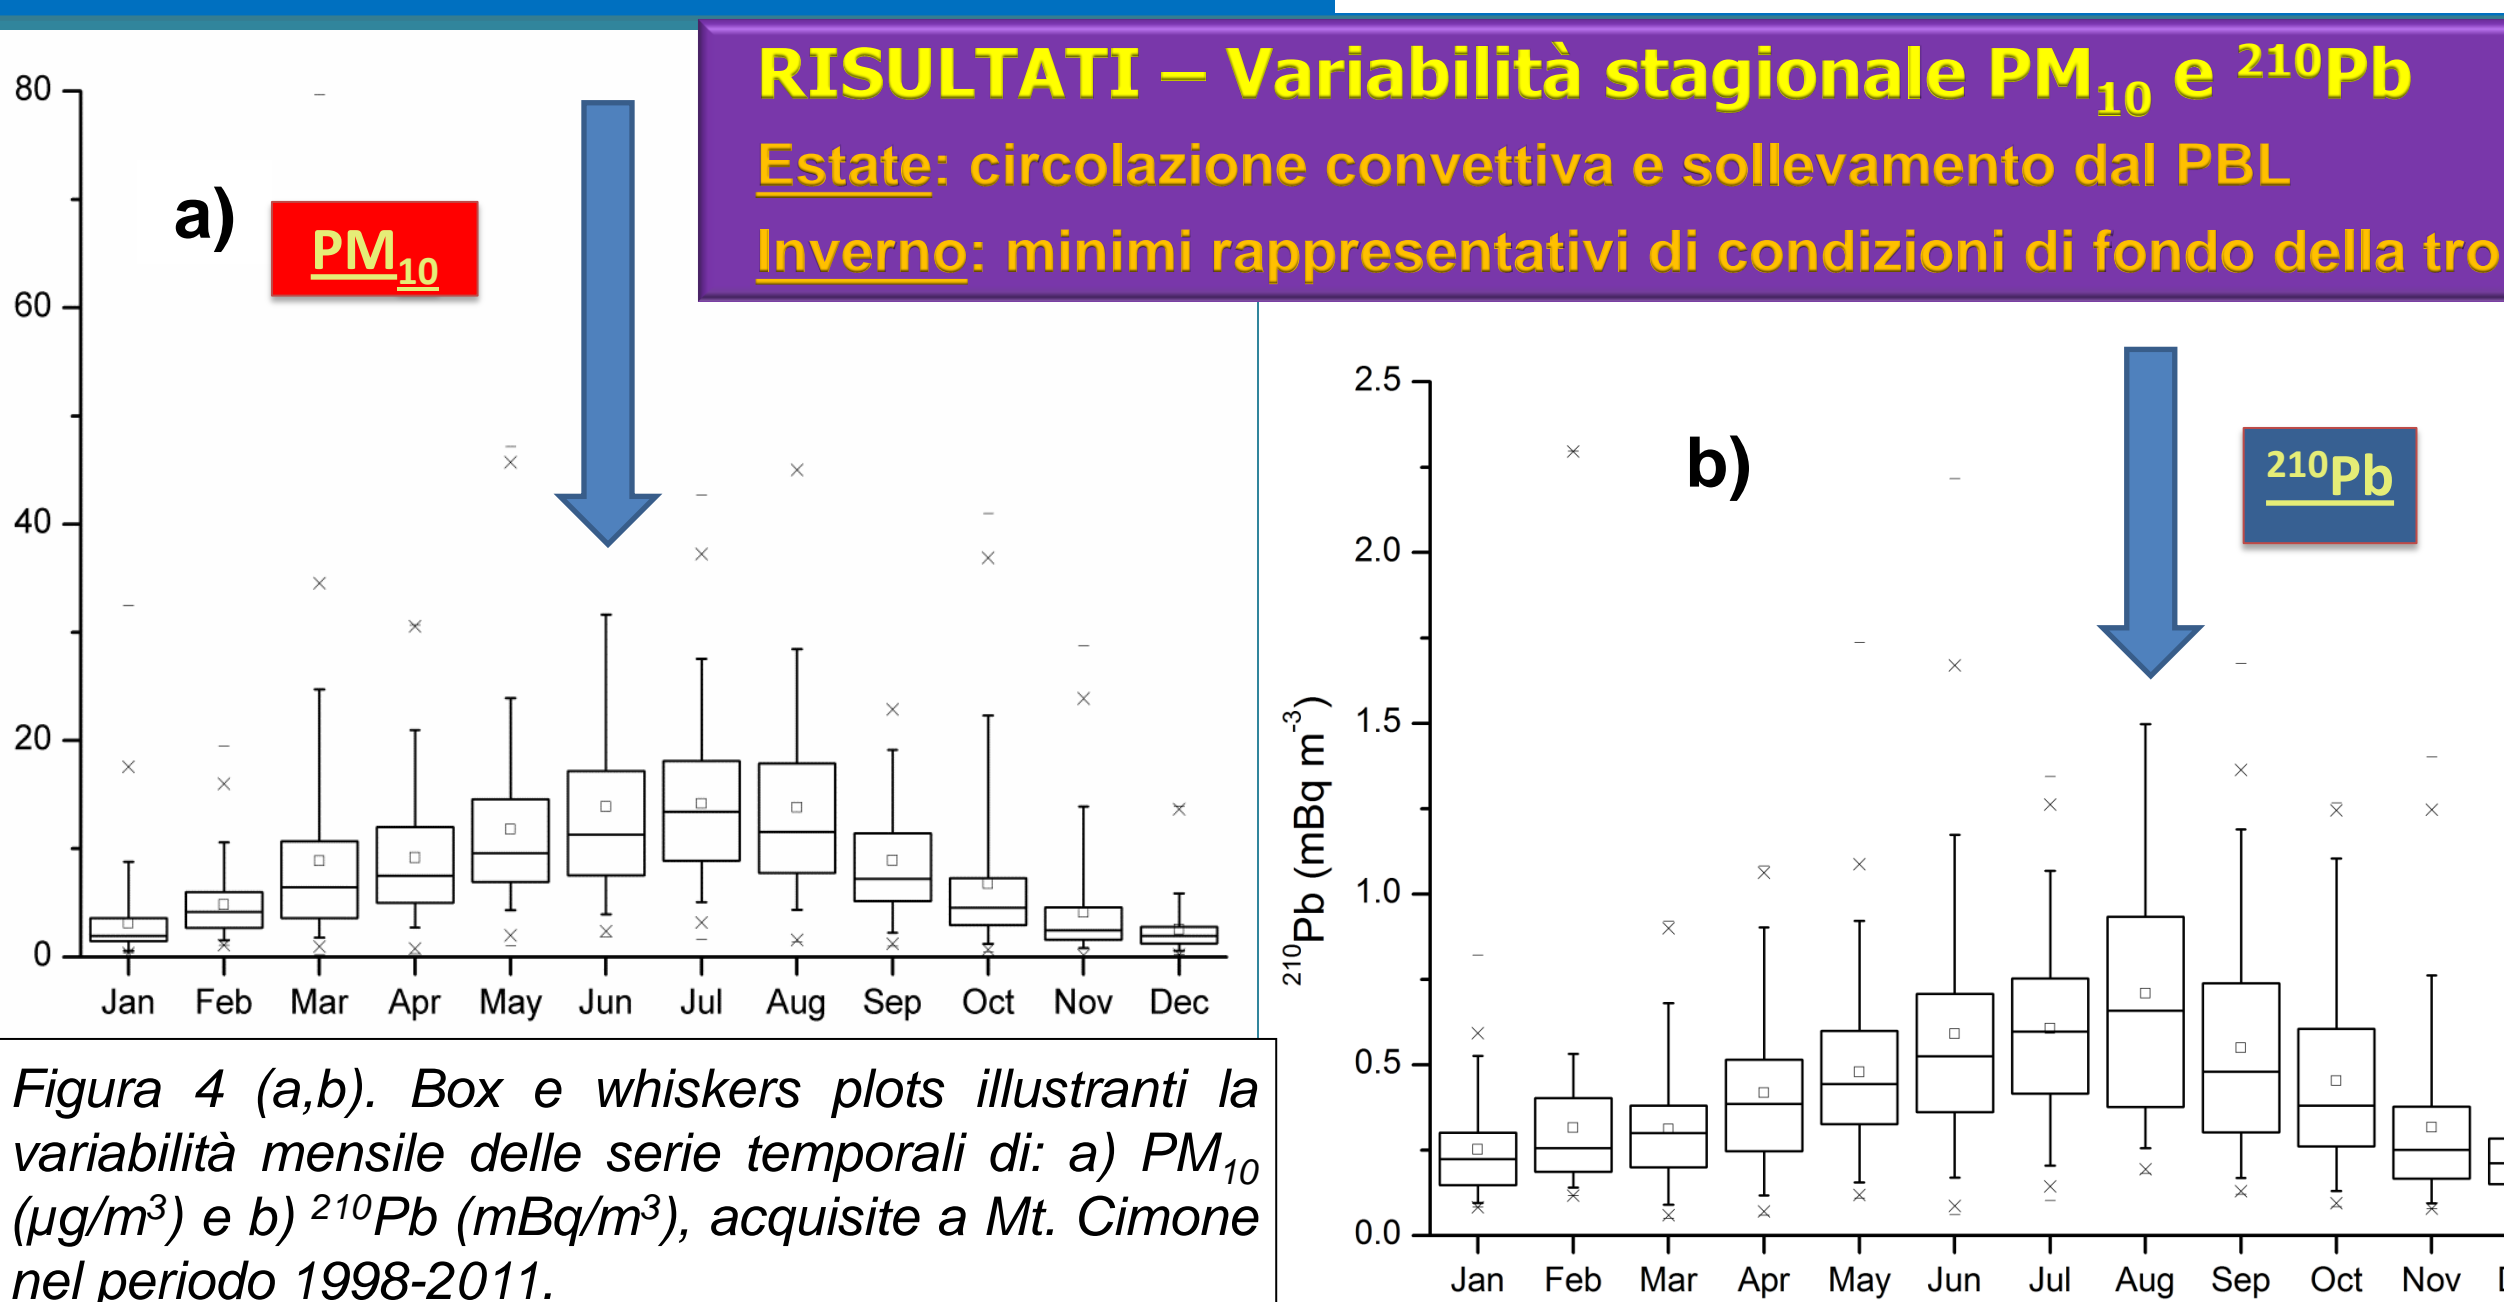 RISULTATI – Variabilità stagionale PM10 e 210Pb
Estate: circolazione convettiva e sollevamento dal PBL
Inverno: minimi rappresentativi di condizioni di fondo della tro
a)
PM10
80
60
40
20
0
Jan Feb Mar Apr May Jun Jul Aug Sep Oct Nov Dec
b)
210Pb
210Pb (mBq m-3)
2.5
2.0
1.5
1.0
0.5
0.0
Jan Feb Mar Apr May Jun Jul Aug Sep Oct Nov
Figura 4 (a,b). Box e whiskers plots illustranti la
variabilità mensile delle serie temporali di: a) PM10
(µg/m3) e b) 210Pb (mBq/m3), acquisite a Mt. Cimone
nel periodo 1998-2011.